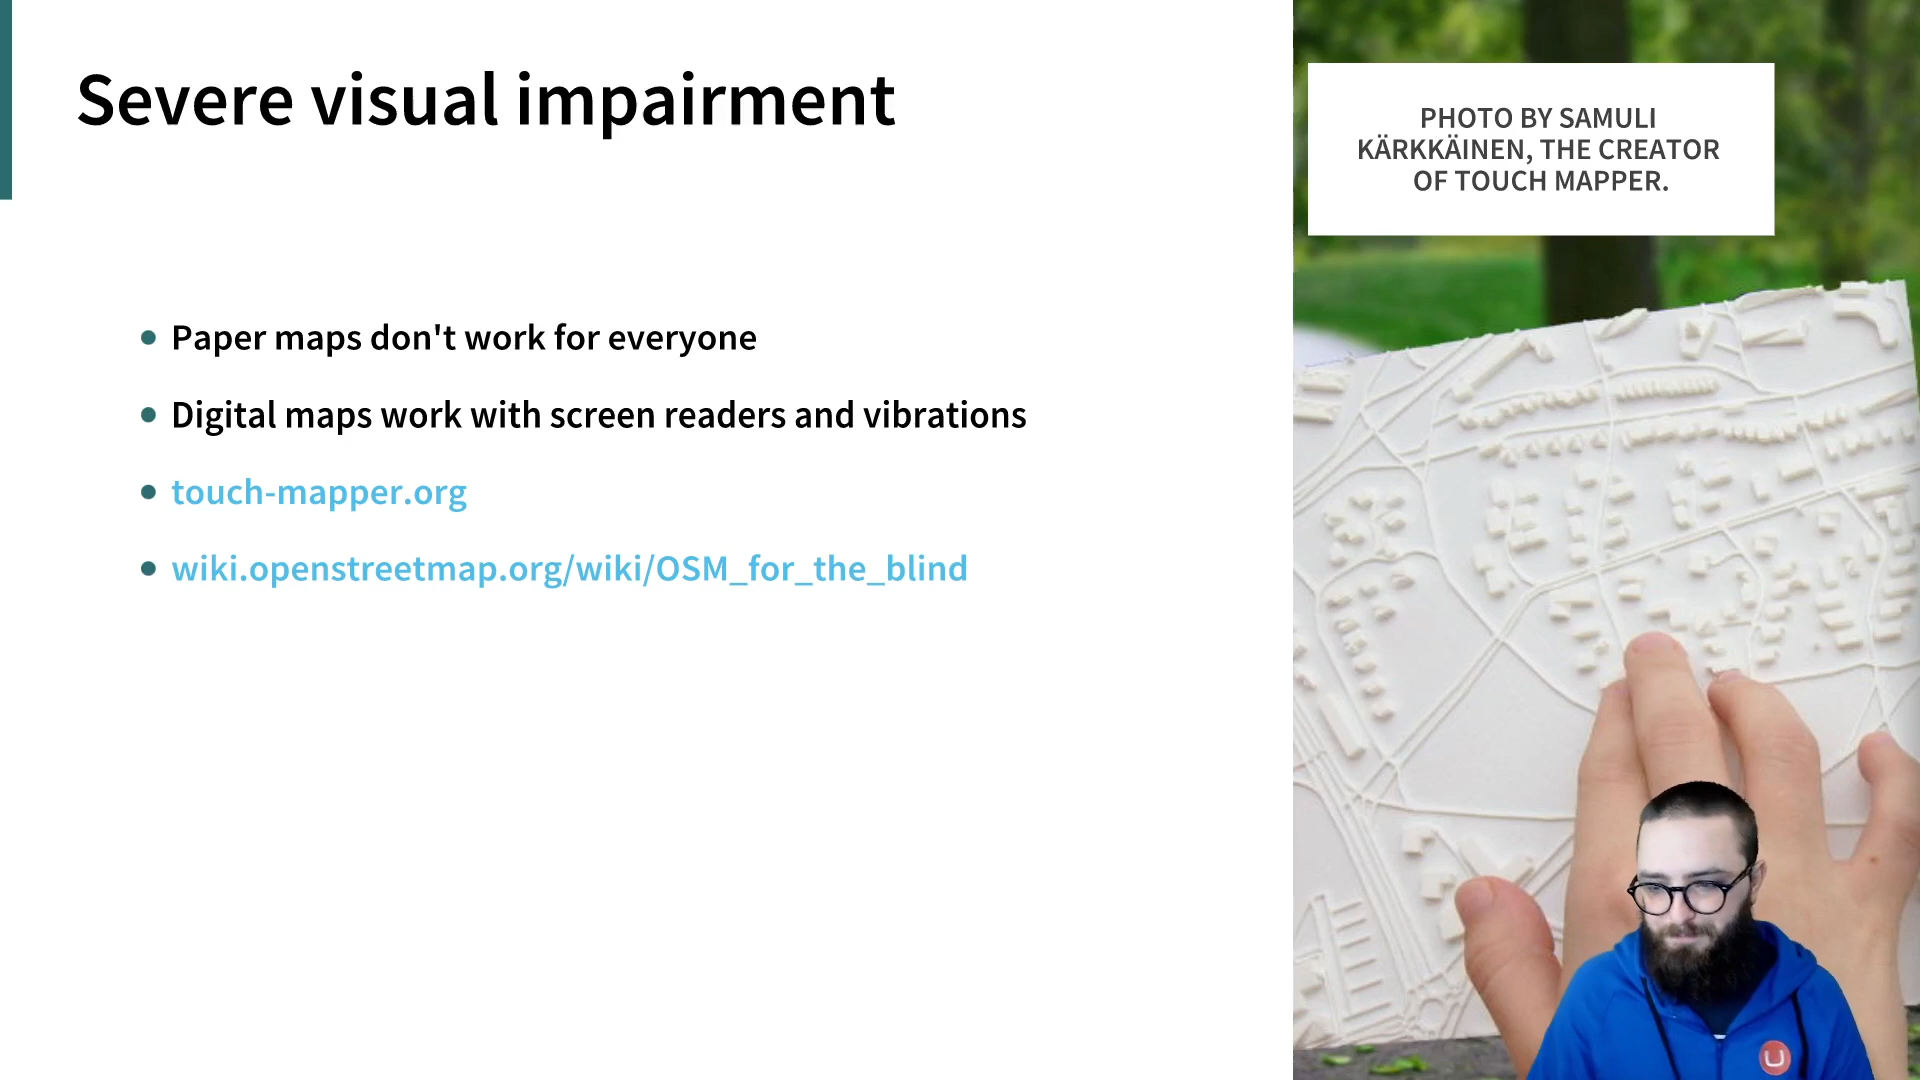 Severe visual impairment
Paper maps don't work for everyone
Digital maps work with screen readers and vibrations
touch-mapper.org
wiki.openstreetmap.org/wiki/OSM_for_the_blind
PHOTO BY SAMULI
KÄRKKÄINEN, THE CREATOR
OF TOUCH MAPPER.